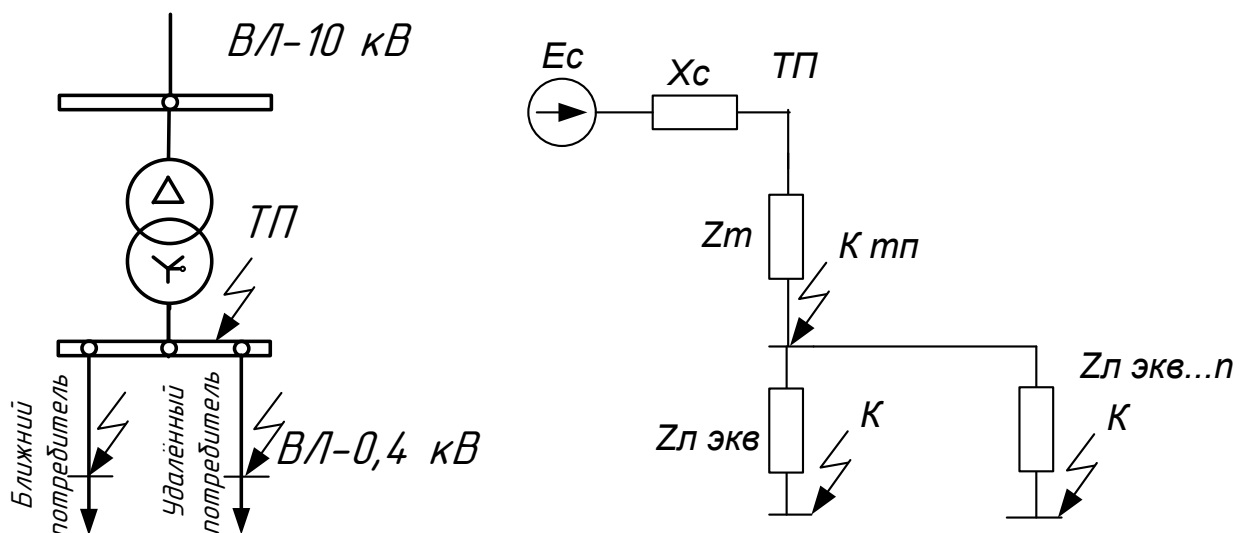 ВЛ-10 кВ
ТП
Ближний
потребитель
Удалённый
потребитель
ВЛ-0,4 кВ
Ес
Хс
ТП
Zт
К тп
Zл экв
К
Zл экв...п
К